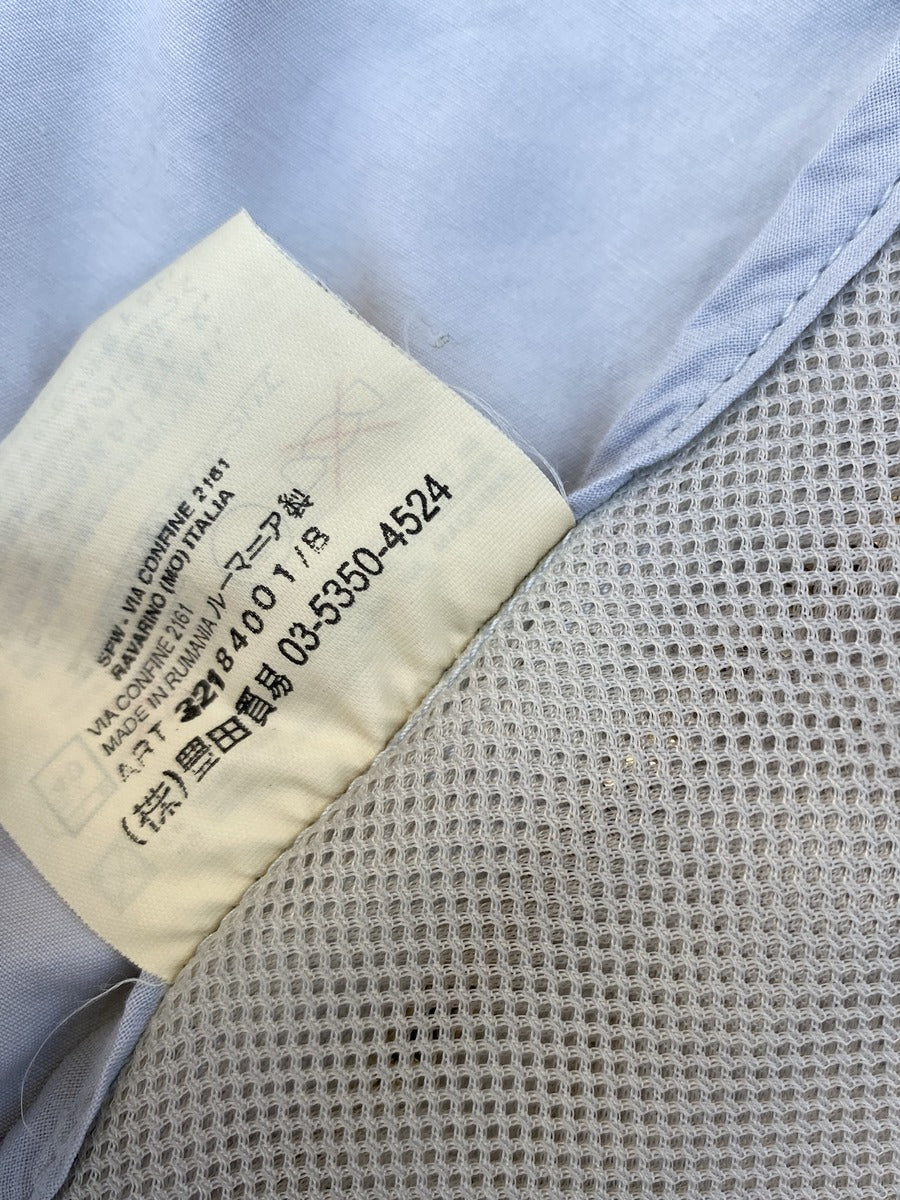 SPW - VIA CONFINE 2161
RAVARINO (MO) ITALIA
VIA CONFINE 2161
MADE IN RUMANIA ルーマニア製
ART. 32184001/B
(株)豊田貿易 03-5350-4524